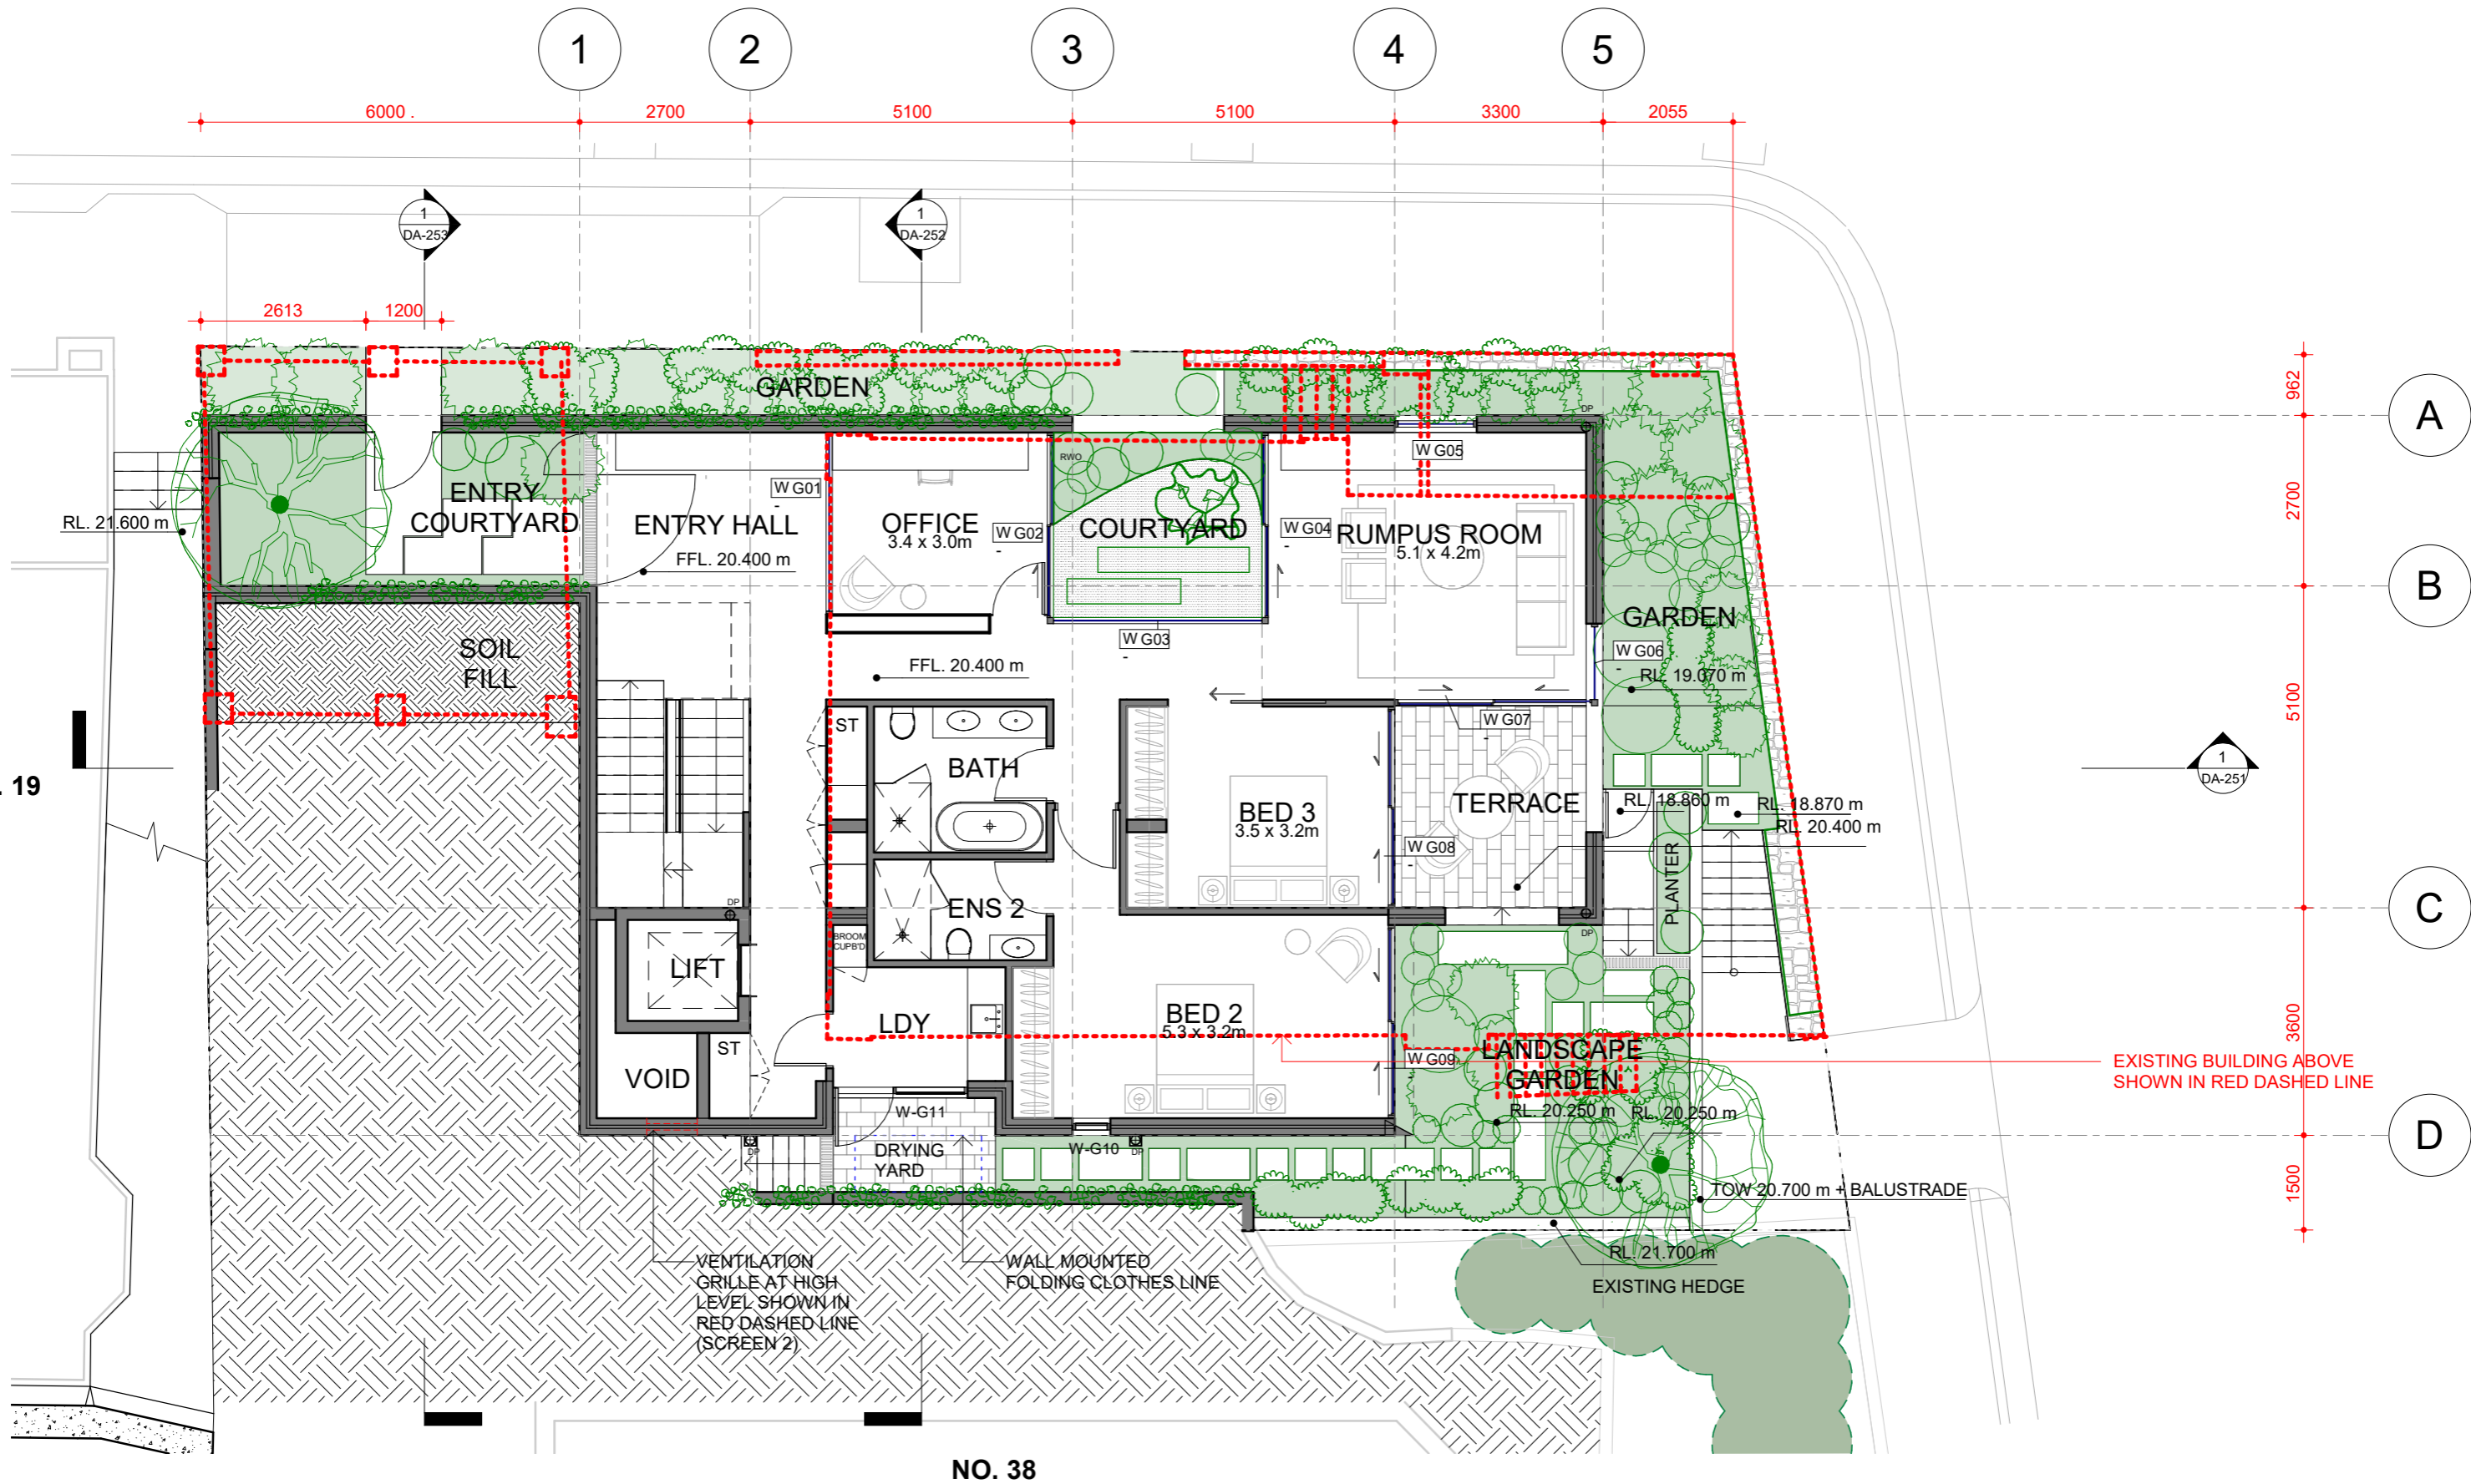 1
2
3
4
5
6000 .
2700
5100
5100
3300
2055
1
DA-253
1
DA-252
2613
1200
962
A
GARDEN
DP
RWO
W G05
-
W G01
-
2700
ENTRY
COURTYARD
ENTRY HALL
OFFICE
3.4 x 3.0m
W G02
-
COURTYARD
W G04
-
RUMPUS ROOM
5.1 x 4.2m
RL. 21.600 m
FFL. 20.400 m
B
GARDEN
SOIL
FILL
W G03
-
W G06
-
FFL. 20.400 m
RL. 19.070 m
5100
ST
W G07
-
BATH
1
DA-251
. 19
BED 3
3.5 x 3.2m
TERRACE
RL. 18.860 m
RL. 18.870 m
RL. 20.400 m
W G08
-
PLANTER
DP
ENS 2
C
BROOM
CUPB'D
DP
LIFT
LDY
BED 2
5.3 x 3.2m
3600
ST
VOID
W G09
LANDSCAPE
GARDEN
EXISTING BUILDING ABOVE
SHOWN IN RED DASHED LINE
W-G11
RL. 20.250 m
RL. 20.250 m
D
DP
DRYING
YARD
W-G10
DP
1500
TOW 20.700 m + BALUSTRADE
VENTILATION
GRILLE AT HIGH
LEVEL SHOWN IN
RED DASHED LINE
(SCREEN 2)
WALL MOUNTED
FOLDING CLOTHES LINE
RL. 21.700 m
EXISTING HEDGE
NO. 38